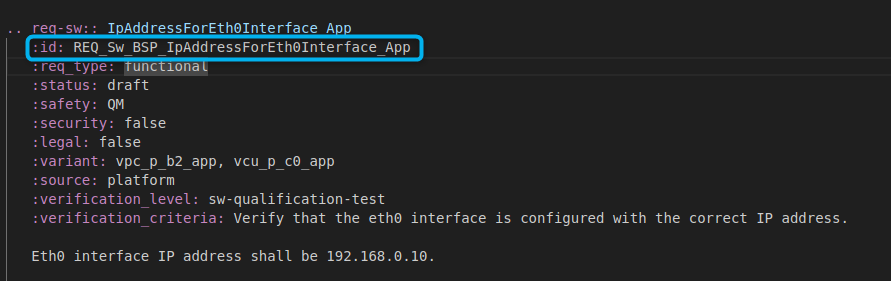 .. req-sw:: IpAddressForEth0Interface App
:id: REQ_Sw_BSP_IpAddressForEth0Interface_App
:req_type: functional
:status: draft
:safety: QM
:security: false
:legal: false
:variant: vpc_p_b2_app, vcu_p_c0_app
:source: platform
:verification_level: sw-qualification-test
:verification_criteria: Verify that the eth0 interface is configured with the correct IP address.
Eth0 interface IP address shall be 192.168.0.10.